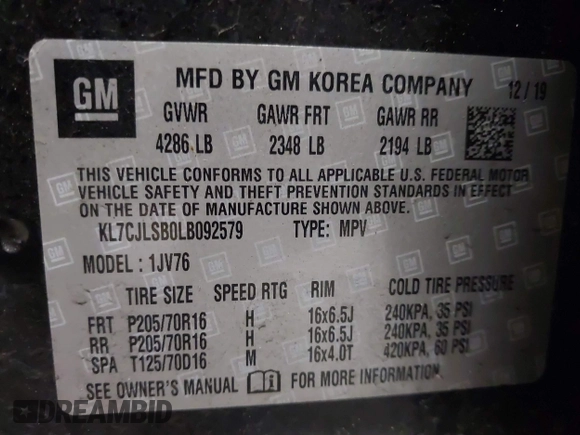 GM MFD BY GM KOREA COMPANY 12/19
GVWR GAWR FRT GAWR RR
4286 LB 2348 LB 2194 LB
THIS VEHICLE CONFORMS TO ALL APPLICABLE U.S. FEDERAL MOTOR
VEHICLE SAFETY AND THEFT PREVENTION STANDARDS IN EFFECT
ON THE DATE OF MANUFACTURE SHOWN ABOVE.
KL7CJLSB0LB092579 TYPE: MPV
MODEL: 1JV76
TIRE SIZE SPEED RTG RIM COLD TIRE PRESSURE
FRT P205/70R16 H 16x6.5J 240KPA, 35 PSI
RR P205/70R16 H 16x6.5J 240KPA, 35 PSI
SPA T125/70D16 M 16x4.0T 420KPA, 60 PSI
SEE OWNER'S MANUAL FOR MORE INFORMATION
DREAMBID